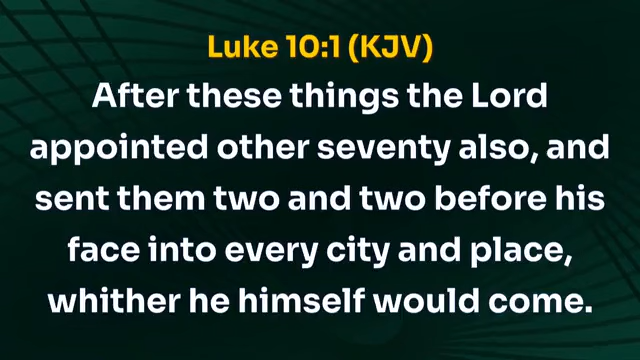 Luke 10:1 (KJV)
After these things the Lord
appointed other seventy also, and
sent them two and two before his
face into every city and place,
whither he himself would come.